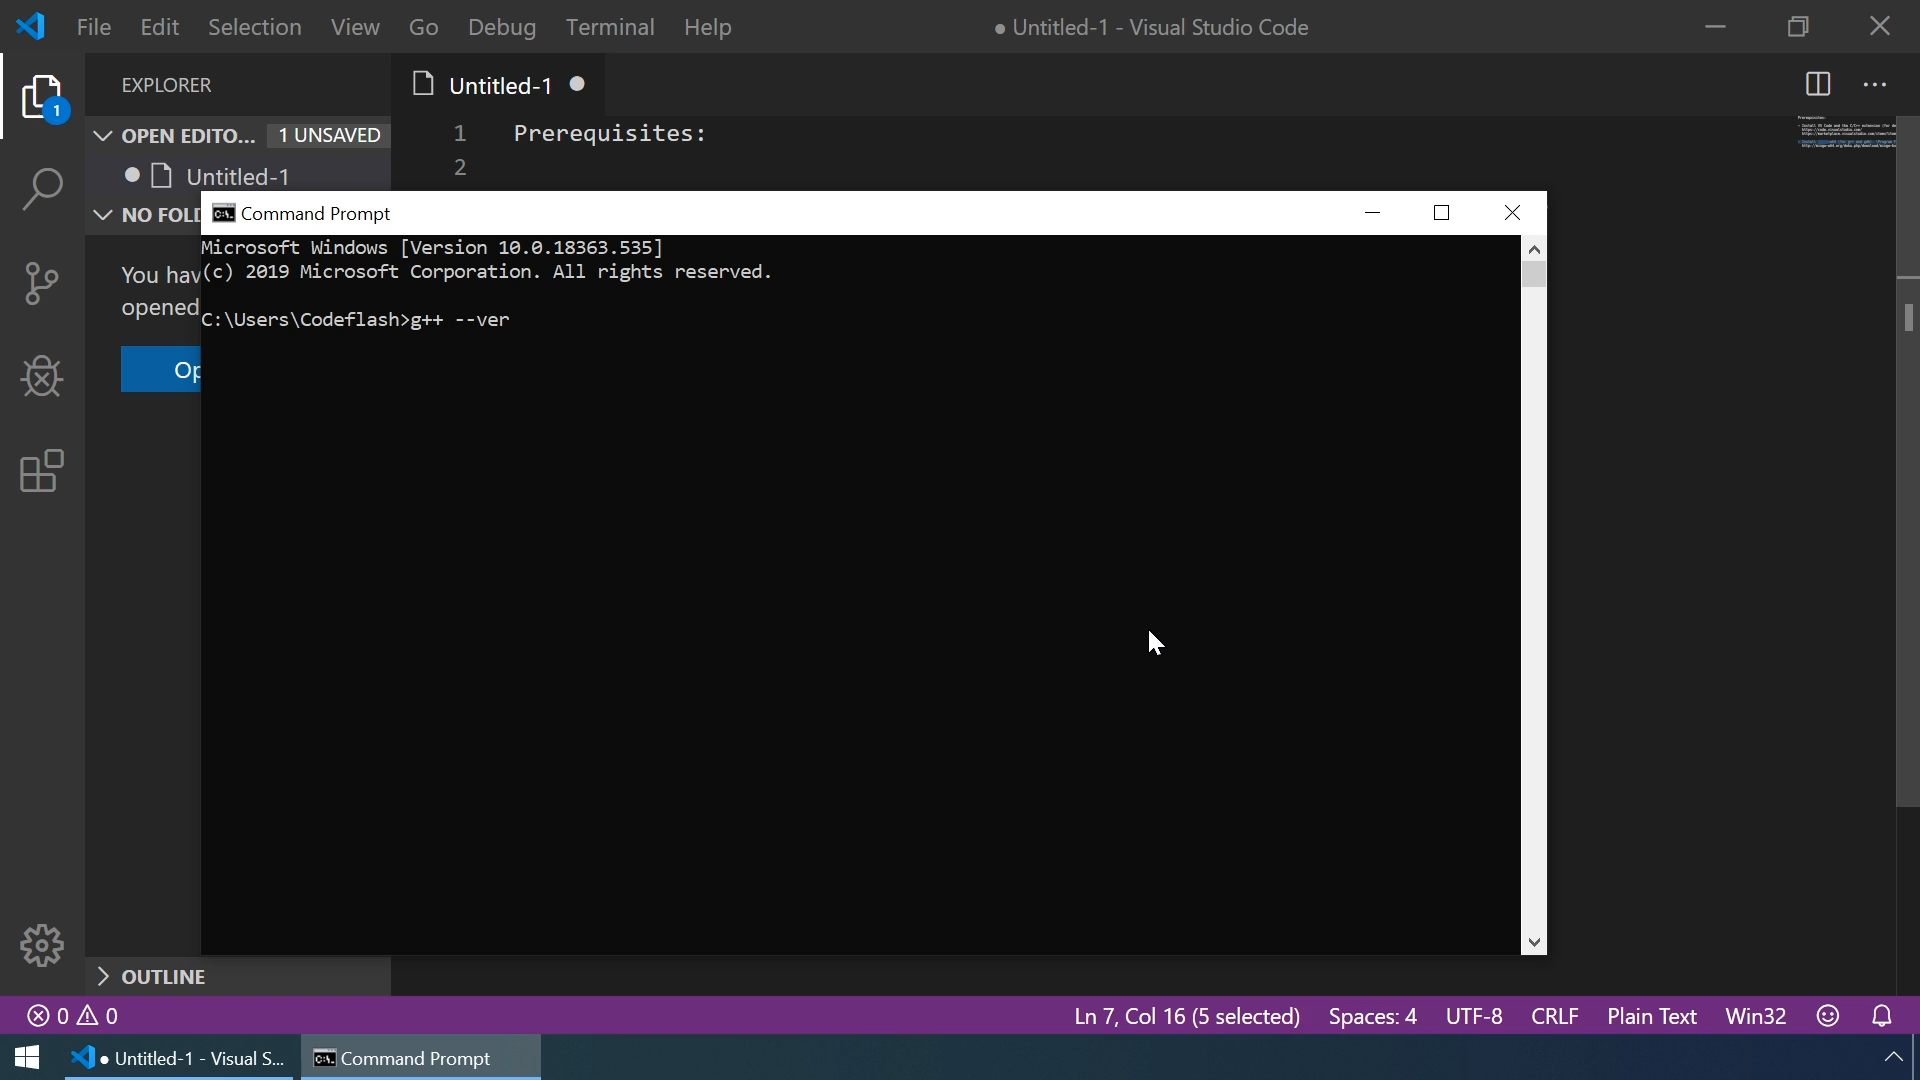 File Edit Selection View Go Debug Terminal Help
● Untitled-1 - Visual Studio Code
EXPLORER
Untitled-1
1
OPEN EDITO... 1 UNSAVED
Untitled-1
NO FOL
You hav
opened
Op
OUTLINE
1 Prerequisites:
2
Command Prompt
Microsoft Windows [Version 10.0.18363.535]
(c) 2019 Microsoft Corporation. All rights reserved.
C:\Users\Codeflash>g++ --ver
0 0
Ln 7, Col 16 (5 selected) Spaces: 4 UTF-8 CRLF Plain Text Win32
● Untitled-1 - Visual S...
Command Prompt